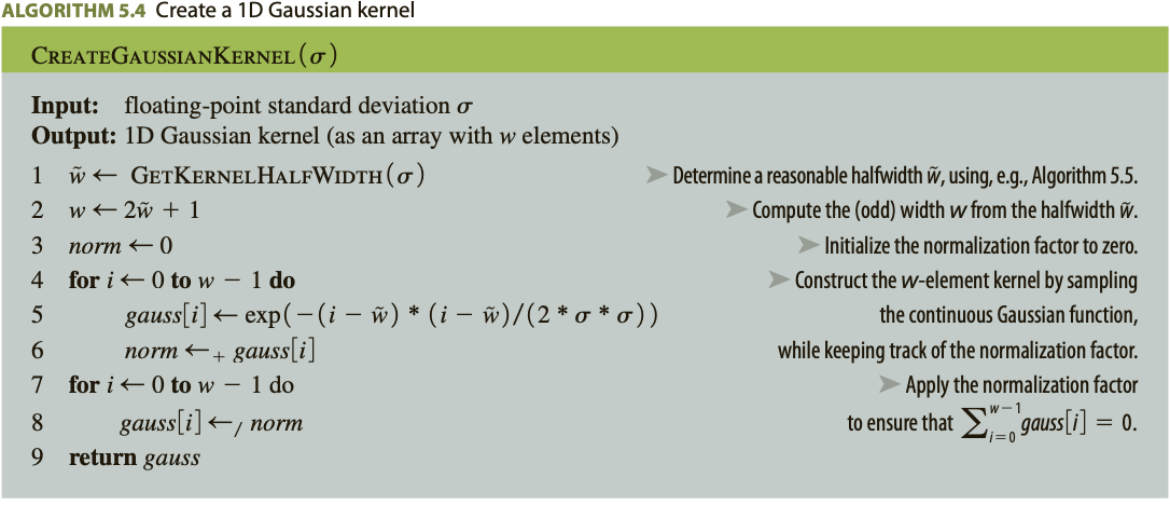 ALGORITHM 5.4 Create a 1D Gaussian kernel
CREATEGAUSSIANKERNEL(σ)
Input: floating-point standard deviation σ
Output: 1D Gaussian kernel (as an array with w elements)
1 w̃ ← GETKERNELHALFWIDTH(σ) ➤ Determine a reasonable halfwidth w̃, using, e.g., Algorithm 5.5.
2 w ← 2w̃ + 1 ➤ Compute the (odd) width w from the halfwidth w̃.
3 norm ← 0 ➤ Initialize the normalization factor to zero.
4 for i ← 0 to w − 1 do ➤ Construct the w-element kernel by sampling
5 gauss[i] ← exp(−(i − w̃) * (i − w̃)/(2 * σ * σ)) the continuous Gaussian function,
6 norm ←₊ gauss[i] while keeping track of the normalization factor.
7 for i ← 0 to w − 1 do ➤ Apply the normalization factor
8 gauss[i] ←/ norm to ensure that ∑_{i=0}^{w−1} gauss[i] = 0.
9 return gauss